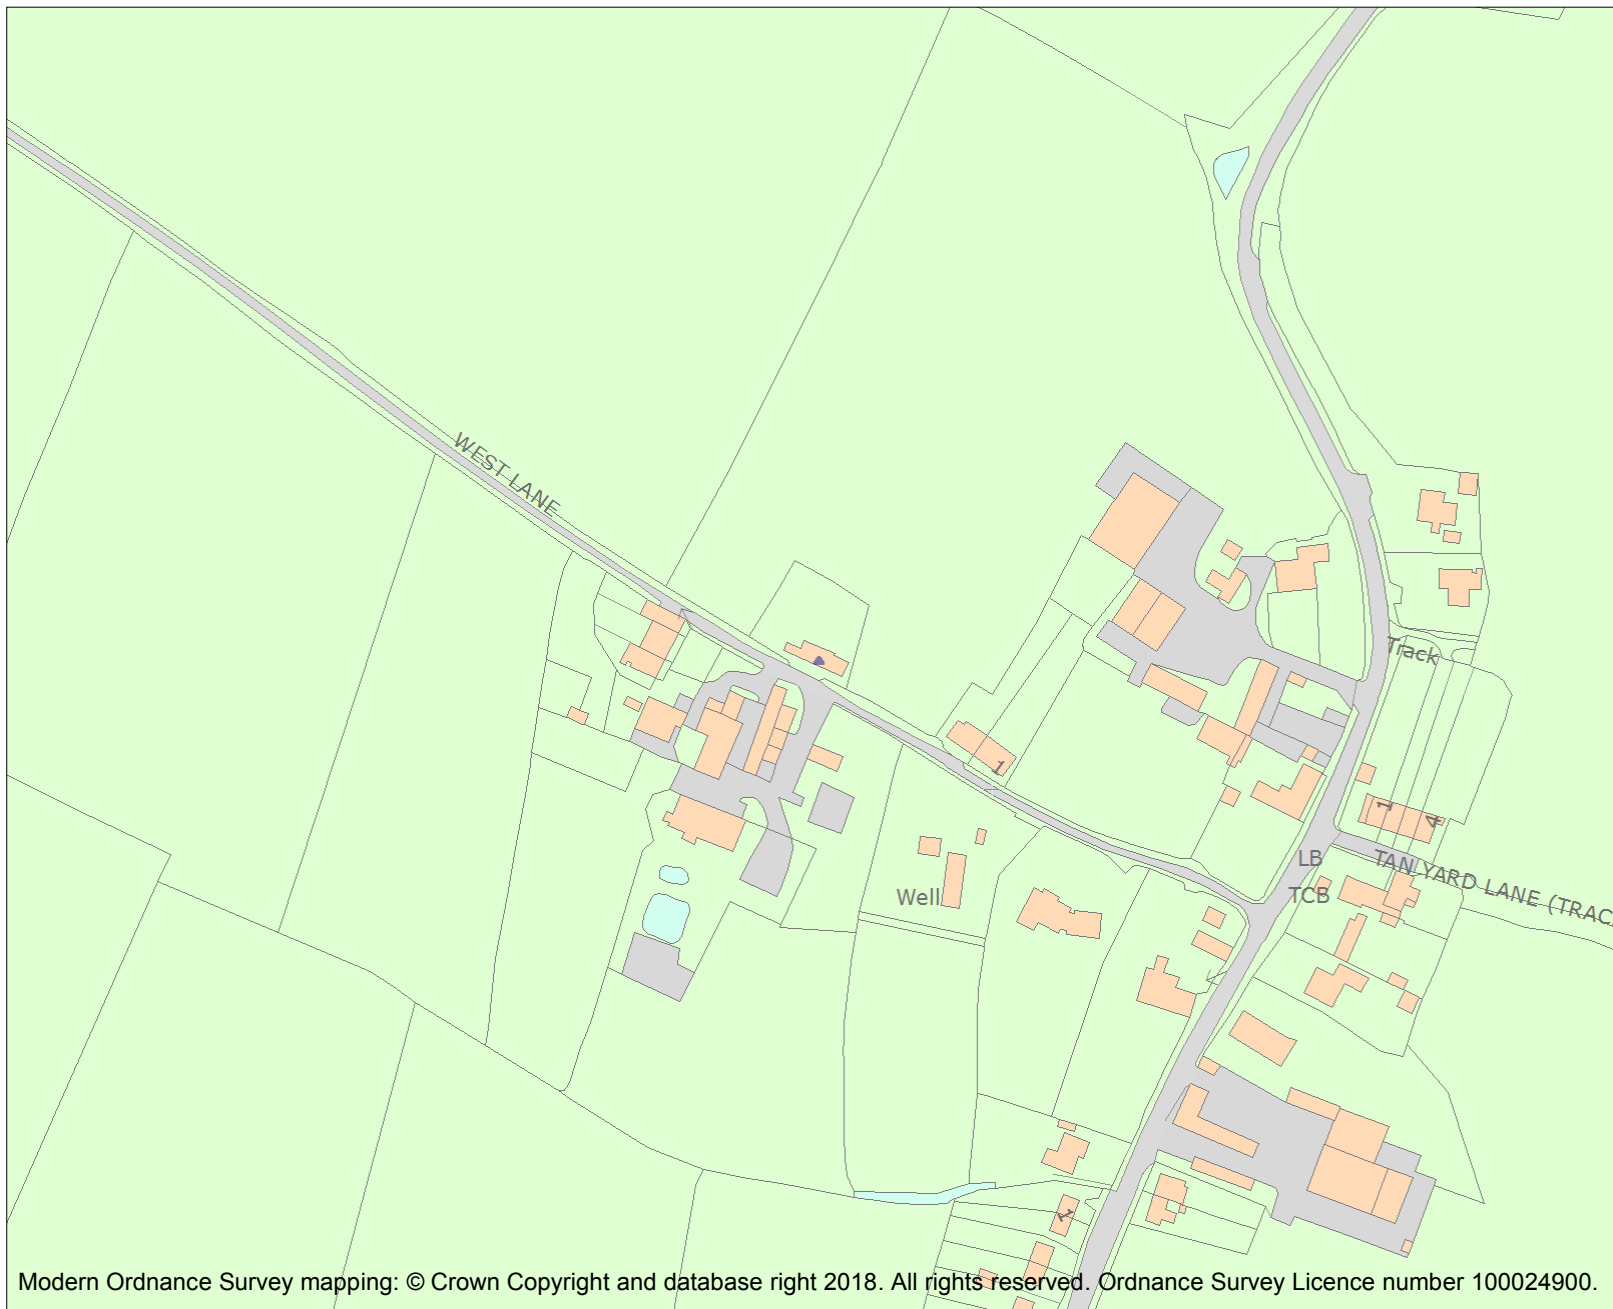 WEST LANE
Track
1
1
4
LB
TAN YARD LANE (TRAC
TCB
Well
1
Modern Ordnance Survey mapping: © Crown Copyright and database right 2018. All rights reserved. Ordnance Survey Licence number 100024900.